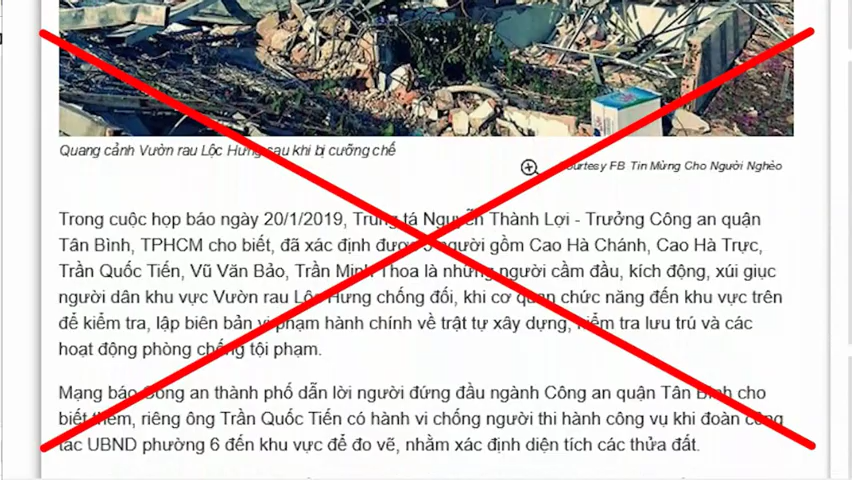 Quang cảnh Vườn rau Lộc Hưng sau khi bị cưỡng chế
Courtesy FB Tin Mừng Cho Người Nghèo
Trong cuộc họp báo ngày 20/1/2019, Trung tá Nguyễn Thành Lợi - Trưởng Công an quận
Tân Bình, TPHCM cho biết, đã xác định được 5 người gồm Cao Hà Chánh, Cao Hà Trực,
Trần Quốc Tiến, Vũ Văn Bảo, Trần Minh Thoa là những người cầm đầu, kích động, xúi giục
người dân khu vực Vườn rau Lộc Hưng chống đối, khi cơ quan chức năng đến khu vực trên
để kiểm tra, lập biên bản vi phạm hành chính về trật tự xây dựng, kiểm tra lưu trú và các
hoạt động phòng chống tội phạm.
Mạng báo Công an thành phố dẫn lời người đứng đầu ngành Công an quận Tân Bình cho
biết thêm, riêng ông Trần Quốc Tiến có hành vi chống người thi hành công vụ khi đoàn công
tác UBND phường 6 đến khu vực để đo vẽ, nhằm xác định diện tích các thửa đất.